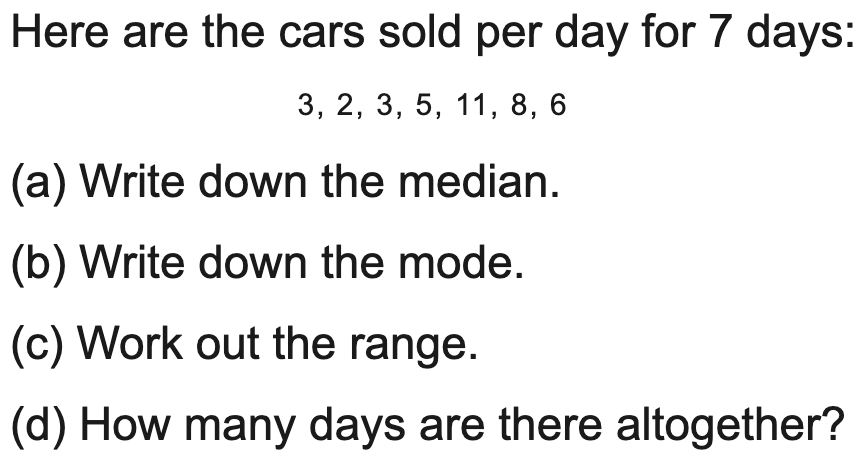 Here are the cars sold per day for 7 days:
3, 2, 3, 5, 11, 8, 6
(a) Write down the median.
(b) Write down the mode.
(c) Work out the range.
(d) How many days are there altogether?